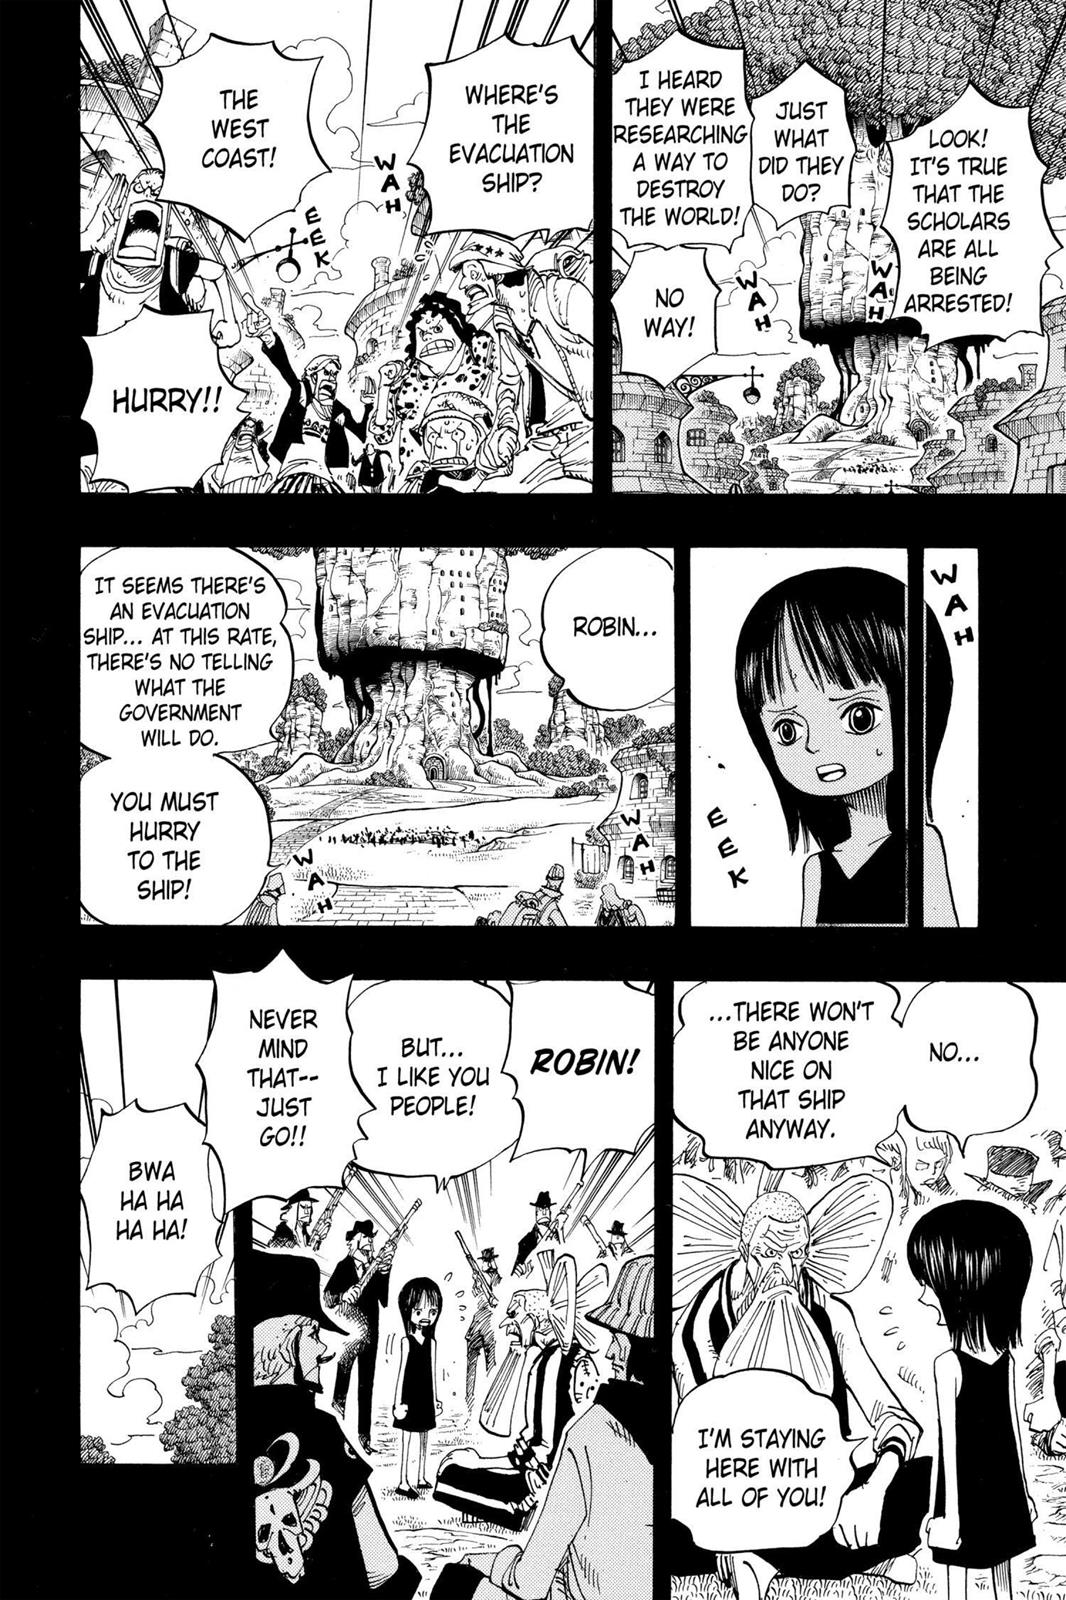 LOOK!
IT'S TRUE
THAT THE
SCHOLARS
ARE ALL
BEING
ARRESTED!
JUST
WHAT
DID THEY
DO?
I HEARD
THEY WERE
RESEARCHING
A WAY TO
DESTROY
THE WORLD!
NO
WAY!
WAH
WAH
WHERE'S
THE
EVACUATION
SHIP?
THE
WEST
COAST!
HURRY!!
WAH
EEK
WAH
EEK
ROBIN...
IT SEEMS THERE'S
AN EVACUATION
SHIP... AT THIS RATE,
THERE'S NO TELLING
WHAT THE
GOVERNMENT
WILL DO.
YOU MUST
HURRY
TO THE
SHIP!
WAH
WAH
NO...
...THERE WON'T
BE ANYONE
NICE ON
THAT SHIP
ANYWAY.
I'M STAYING
HERE WITH
ALL OF YOU!
ROBIN!
BUT...
I LIKE YOU
PEOPLE!
NEVER
MIND
THAT--
JUST
GO!!
BWA
HA HA
HA HA!